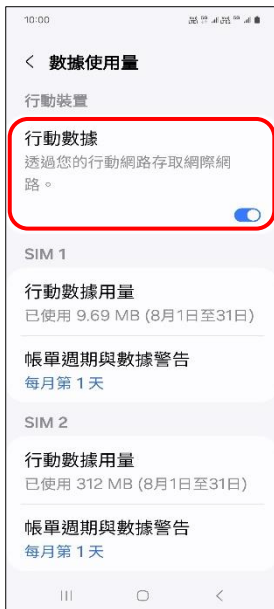 10:00
數據使用量
行動裝置
行動數據
透過您的行動網路存取網際網
路。
SIM 1
行動數據用量
已使用 9.69 MB (8月1日至31日)
帳單週期與數據警告
每月第 1 天
SIM 2
行動數據用量
已使用 312 MB (8月1日至31日)
帳單週期與數據警告
每月第 1 天